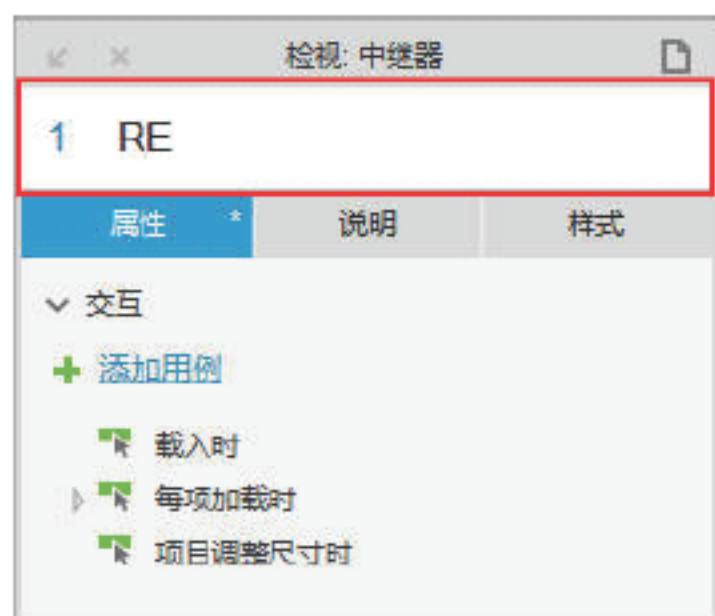 检视: 中继器
1 RE
属性 * 说明 样式
交互
添加用例
载入时
每项加载时
项目调整尺寸时